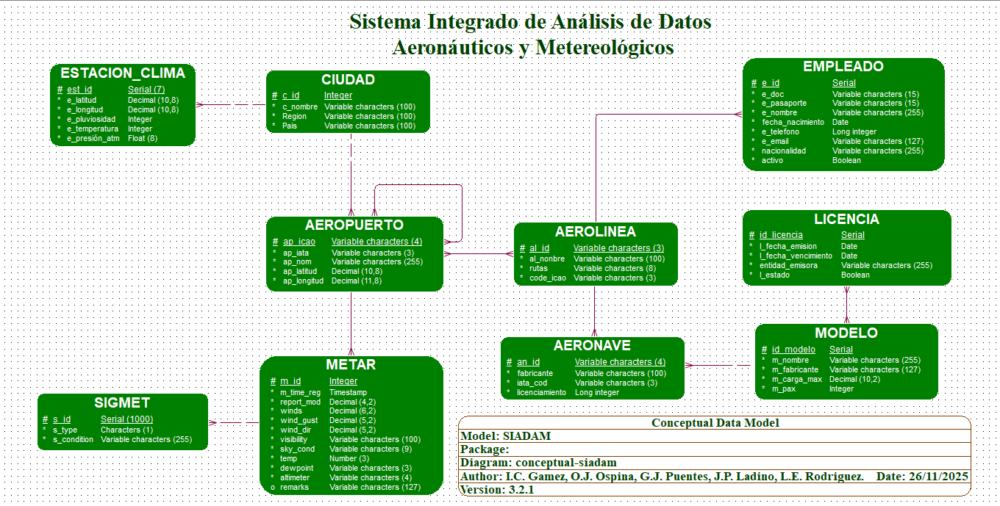 Sistema Integrado de Análisis de Datos
Aeronáuticos y Metereológicos
ESTACION_CLIMA
# est_id Serial (7)
* e_latitud Decimal (10,8)
* e_longitud Decimal (10,8)
* e_pluviosidad Integer
* e_temperatura Integer
* e_presión_atm Float (8)
CIUDAD
# c_id Integer
* c_nombre Variable characters (100)
* Region Variable characters (100)
* Pais Variable characters (100)
EMPLEADO
# e_id Serial
* e_doc Variable characters (15)
* e_pasaporte Variable characters (15)
* e_nombre Variable characters (255)
* fecha_nacimiento Date
* e_telefono Long integer
* e_email Variable characters (127)
* nacionalidad Variable characters (255)
* activo Boolean
AEROPUERTO
# ap_icao Variable characters (4)
* ap_iata Variable characters (3)
* ap_nom Variable characters (255)
* ap_latitud Decimal (10,8)
* ap_longitud Decimal (11,8)
AEROLINEA
# al_id Variable characters (3)
* al_nonbre Variable characters (100)
* rutas Variable characters (8)
* code_icao Variable characters (3)
LICENCIA
# id_licencia Serial
* l_fecha_emision Date
* l_fecha_vencimiento Date
* entidad_emisora Variable characters (255)
* l_estado Boolean
METAR
# m_id Integer
* m_time_reg Timestamp
* report_mod Decimal (4,2)
* winds Decimal (6,2)
* wind_gust Decimal (5,2)
* wind_dir Decimal (5,2)
* visibility Variable characters (100)
* sky_cond Variable characters (9)
* temp Number (3)
* dewpoint Variable characters (3)
* altimeter Variable characters (4)
o remarks Variable characters (127)
AERONAVE
# an_id Variable characters (4)
* fabricante Variable characters (100)
* iata_cod Variable characters (3)
* licenciamiento Long integer
MODELO
# id_modelo Serial
* m_nombre Variable characters (255)
* m_fabricante Variable characters (127)
* m_carga_max Decimal (10,2)
* m_pax Integer
SIGMET
# s_id Serial (1000)
* s_type Characters (1)
* s_condition Variable characters (255)
Conceptual Data Model
Model: SIADAM
Package:
Diagram: conceptual-siadam
Author: I.C. Gamez, O.J. Ospina, G.J. Puentes, J.P. Ladino, L.E. Rodriguez. Date: 26/11/2025
Version: 3.2.1